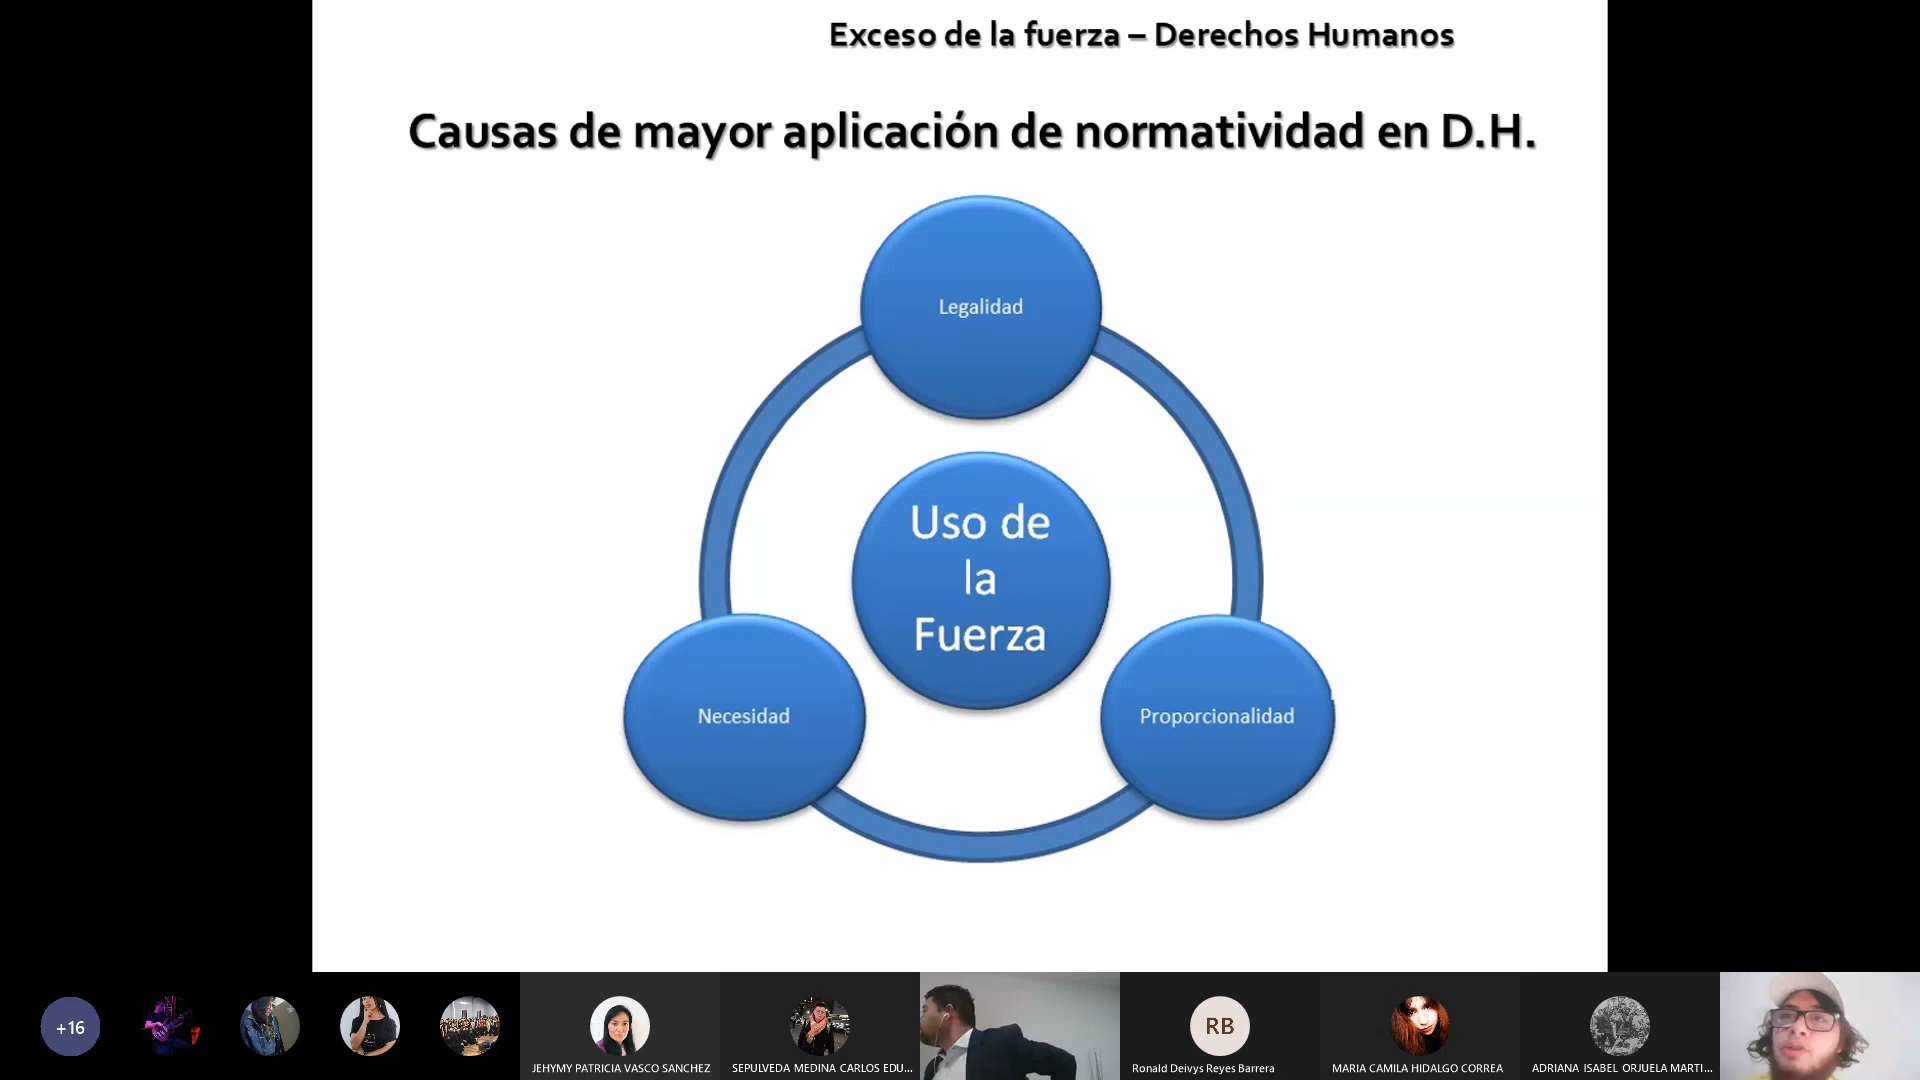 Exceso de la fuerza – Derechos Humanos
Causas de mayor aplicación de normatividad en D.H.
Legalidad
Uso de
la
Fuerza
Necesidad
Proporcionalidad
+16
JEHYMY PATRICIA VASCO SANCHEZ
SEPULVEDA MEDINA CARLOS EDU...
RB
Ronald Deivys Reyes Barrera
MARIA CAMILA HIDALGO CORREA
ADRIANA ISABEL ORJUELA MARTI...